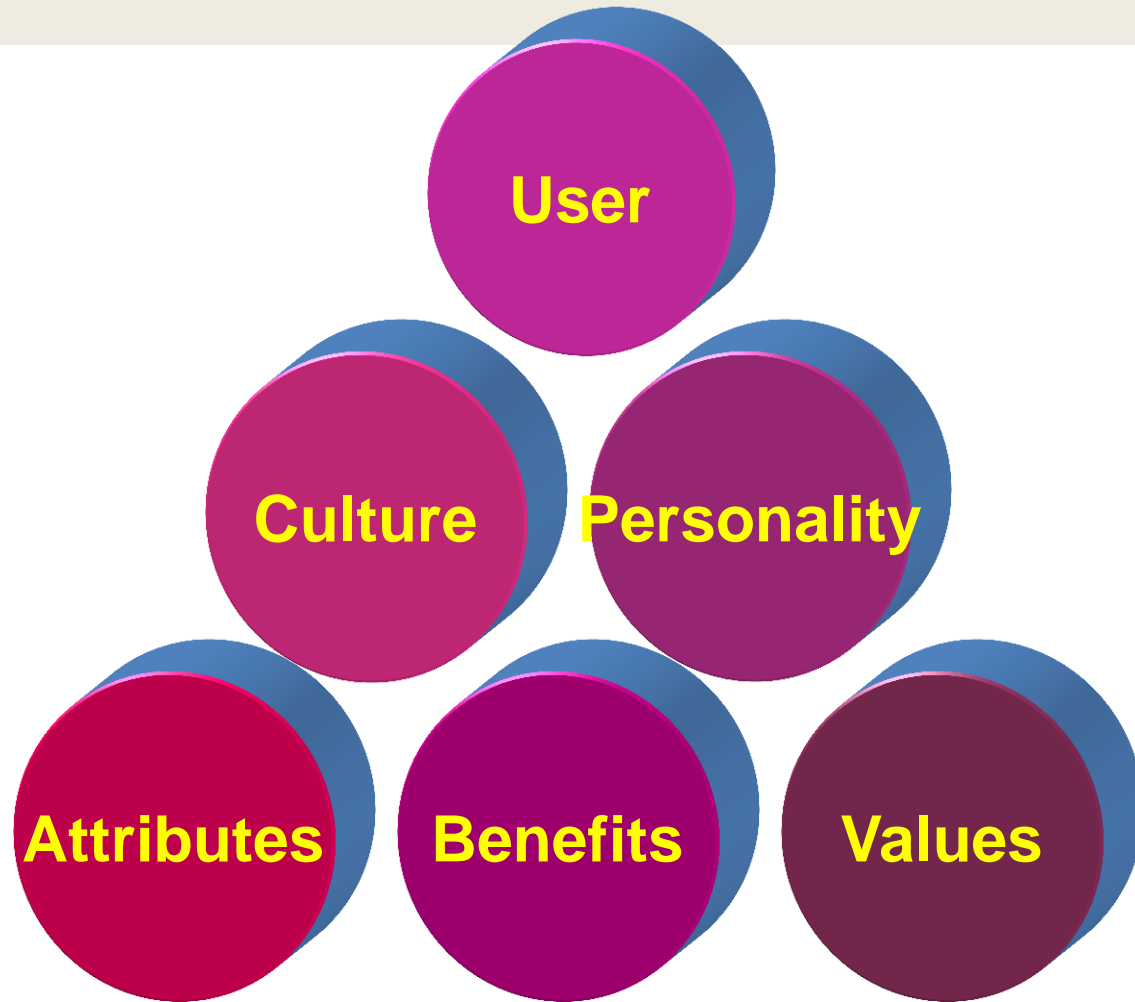 User
Culture
Personality
Attributes
Benefits
Values